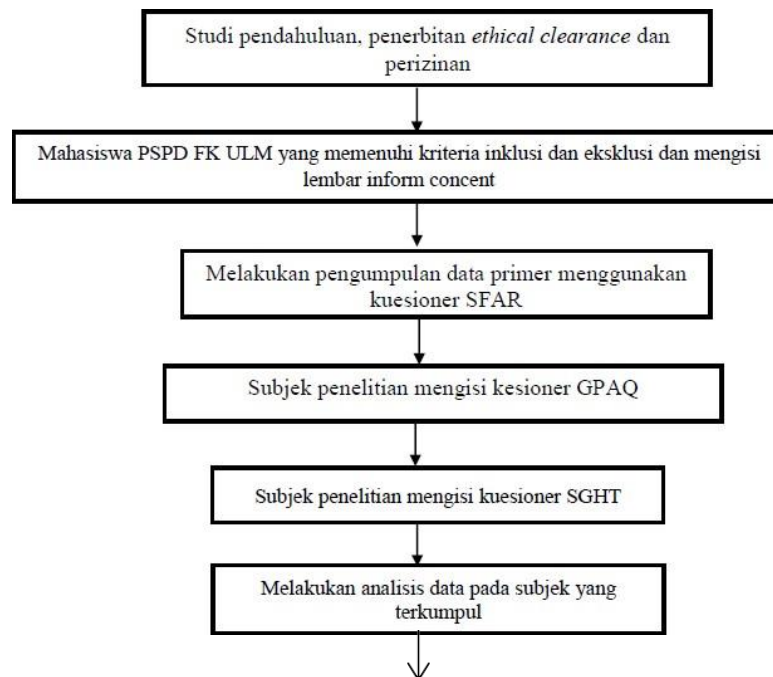 Studi pendahuluan, penerbitan ethical clearance dan
perizinan
Mahasiswa PSPD FK ULM yang memenuhi kriteria inklusi dan eksklusi dan mengisi
lembar inform concent
Melakukan pengumpulan data primer menggunakan
kuesioner SFAR
Subjek penelitian mengisi kesioner GPAQ
Subjek penelitian mengisi kuesioner SGHT
Melakukan analisis data pada subjek yang
terkumpul